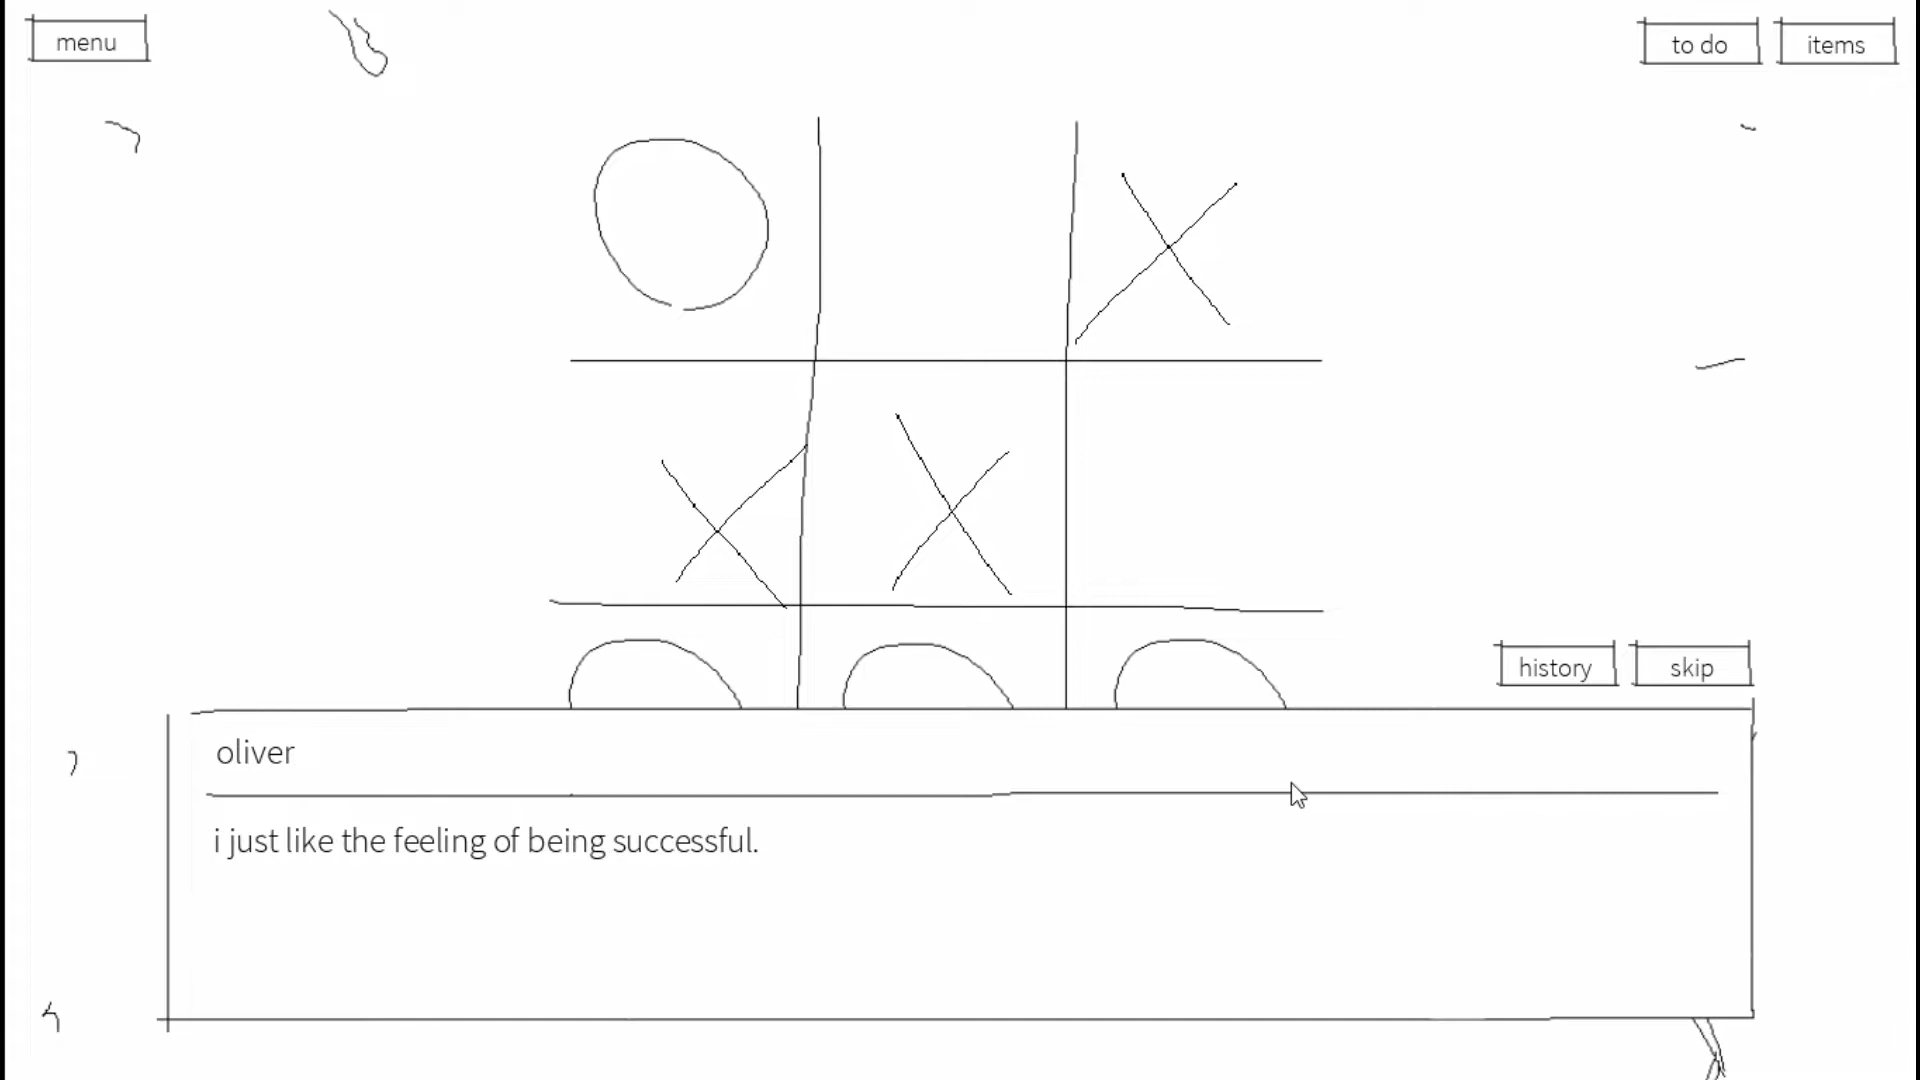 menu
to do
items
history
skip
oliver
i just like the feeling of being successful.